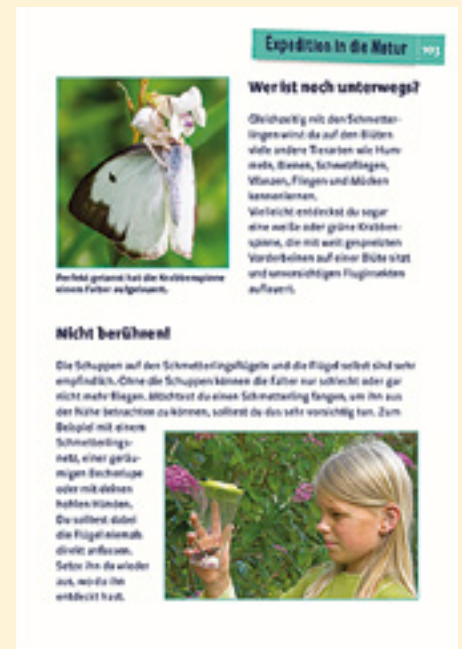 Expedition in die Natur 103
Wer ist noch unterwegs?
Gleichzeitig mit den Schmetter-
lingen wirst du auf den Blüten
viele andere Tierarten wie Hum-
meln, Bienen, Schwebfliegen,
Wanzen, Fliegen und Mücken
kennenlernen.
Vielleicht entdeckst du sogar
eine weiße oder grüne Krabben-
spinne, die mit weit gespreizten
Vorderbeinen auf einer Blüte sitzt
und unvorsichtigen Fluginsekten
auflauert.
Perfekt getarnt hat die Krabbenspinne
einem Falter aufgelauert.
Nicht berühren!
Die Schuppen auf den Schmetterlingsflügeln und die Flügel selbst sind sehr
empfindlich. Ohne die Schuppen können die Falter nur schlecht oder gar
nicht mehr fliegen. Möchtest du einen Schmetterling fangen, um ihn aus
der Nähe betrachten zu können, solltest du das sehr vorsichtig tun. Zum
Beispiel mit einem
Schmetterlings-
netz, einer geräu-
migen Becherlupe
oder mit deinen
hohlen Händen.
Du solltest dabei
die Flügel niemals
direkt anfassen.
Setze ihn da wieder
aus, wo du ihn
entdeckt hast.